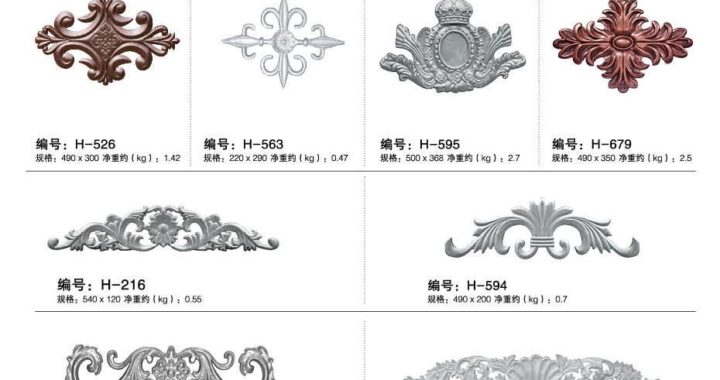 编号：H-526
规格：490 x 300 净重约（kg）：1.42
编号：H-563
规格：220 x 290 净重约（kg）：0.47
编号：H-595
规格：500 x 368 净重约（kg）：2.7
编号：H-679
规格：490 x 350 净重约（kg）：2.5
编号：H-216
规格：540 x 120 净重约（kg）：0.55
编号：H-594
规格：490 x 200 净重约（kg）：0.7